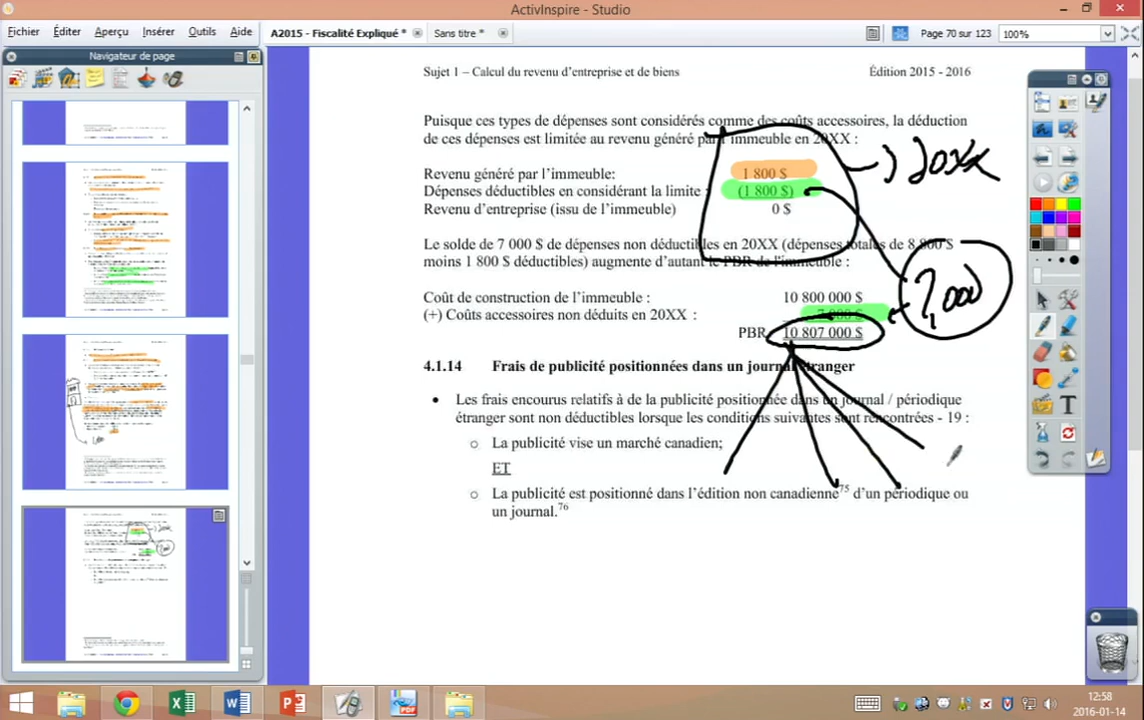 ActivInspire - Studio
Fichier Éditer Aperçu Insérer Outils Aide
A2015 - Fiscalité Expliqué * Sans titre * Page 70 sur 123 100%
Navigateur de page
Sujet 1 – Calcul du revenu d'entreprise et de biens Édition 2015 - 2016
Puisque ces types de dépenses sont considérés comme des coûts accessoires, la déduction
de ces dépenses est limitée au revenu généré par l'immeuble en 20XX :
20XX
Revenu généré par l'immeuble: 1 800 $
Dépenses déductibles en considérant la limite : (1 800 $)
Revenu d'entreprise (issu de l'immeuble) 0 $
Le solde de 7 000 $ de dépenses non déductibles en 20XX (dépenses totales de 8 800 $
moins 1 800 $ déductibles) augmente d'autant le PBR de l'immeuble :
7,000
Coût de construction de l'immeuble : 10 800 000 $
(+) Coûts accessoires non déduits en 20XX : 7 000 $
PBR 10 807 000 $
4.1.14 Frais de publicité positionnées dans un journal étranger
• Les frais encourus relatifs à de la publicité positionnée dans un journal / périodique
étranger sont non déductibles lorsque les conditions suivantes sont rencontrées - 19 :
o La publicité vise un marché canadien;
ET
o La publicité est positionné dans l'édition non canadienne75 d'un périodique ou
un journal.76
12:58
2016-01-14